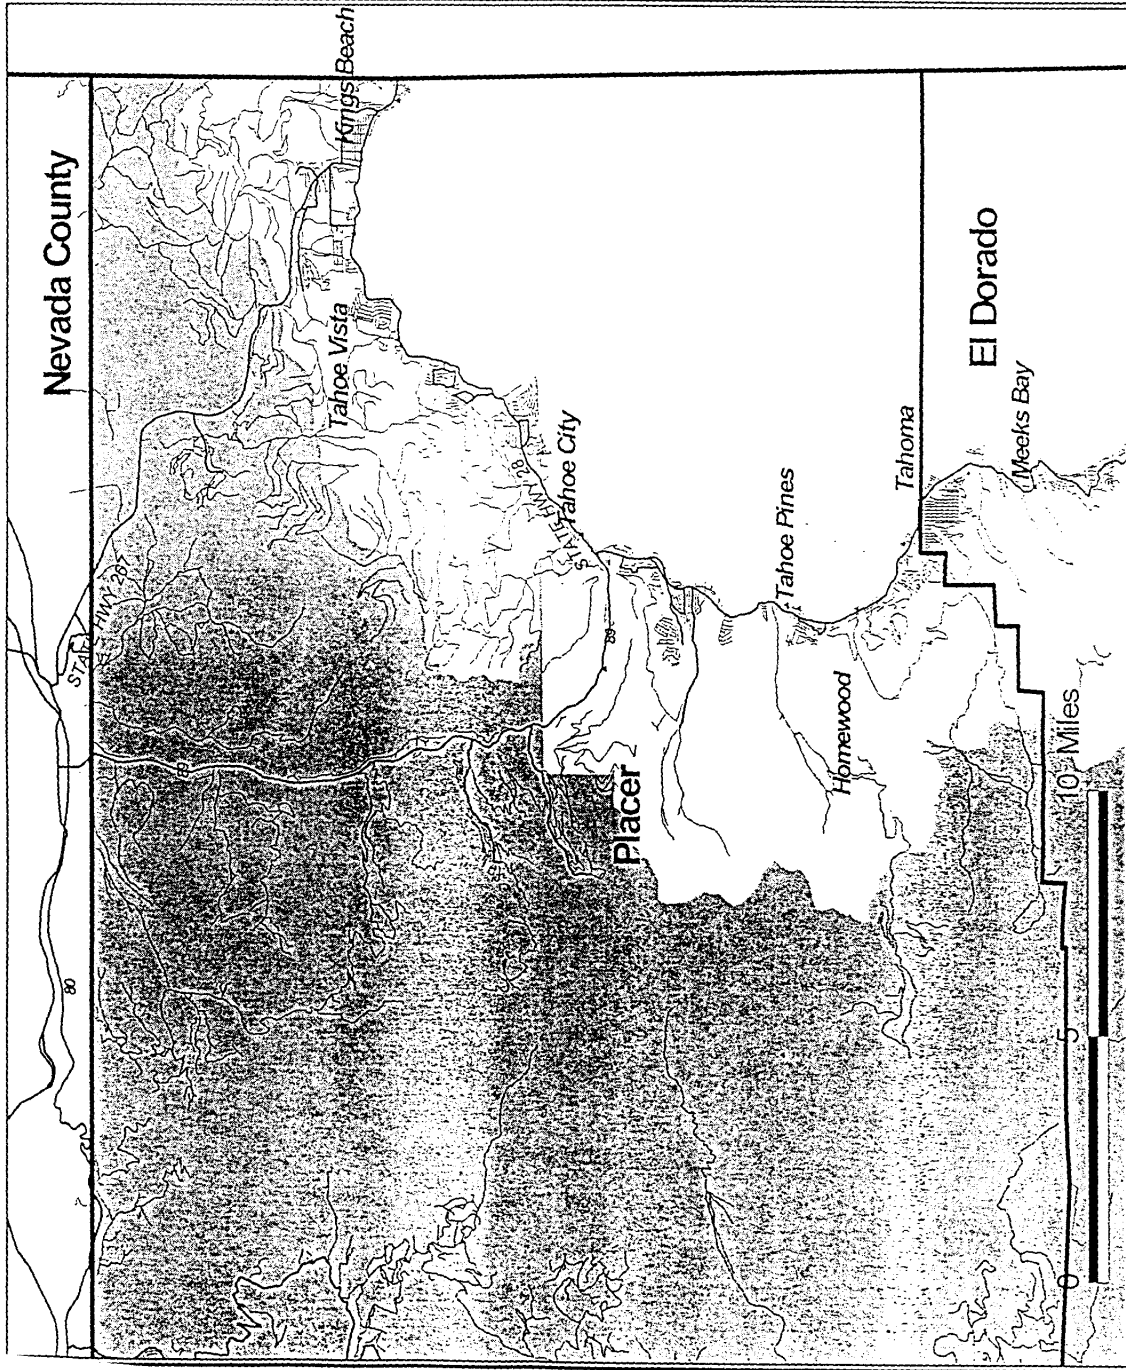 Nevada County
Kings Beach
80
STATE HWY 267
Tahoe Vista
89
STATE HWY 28
Tahoe City
89
Placer
Tahoe Pines
Homewood
Tahoma
El Dorado
Meeks Bay
0 5 10 Miles